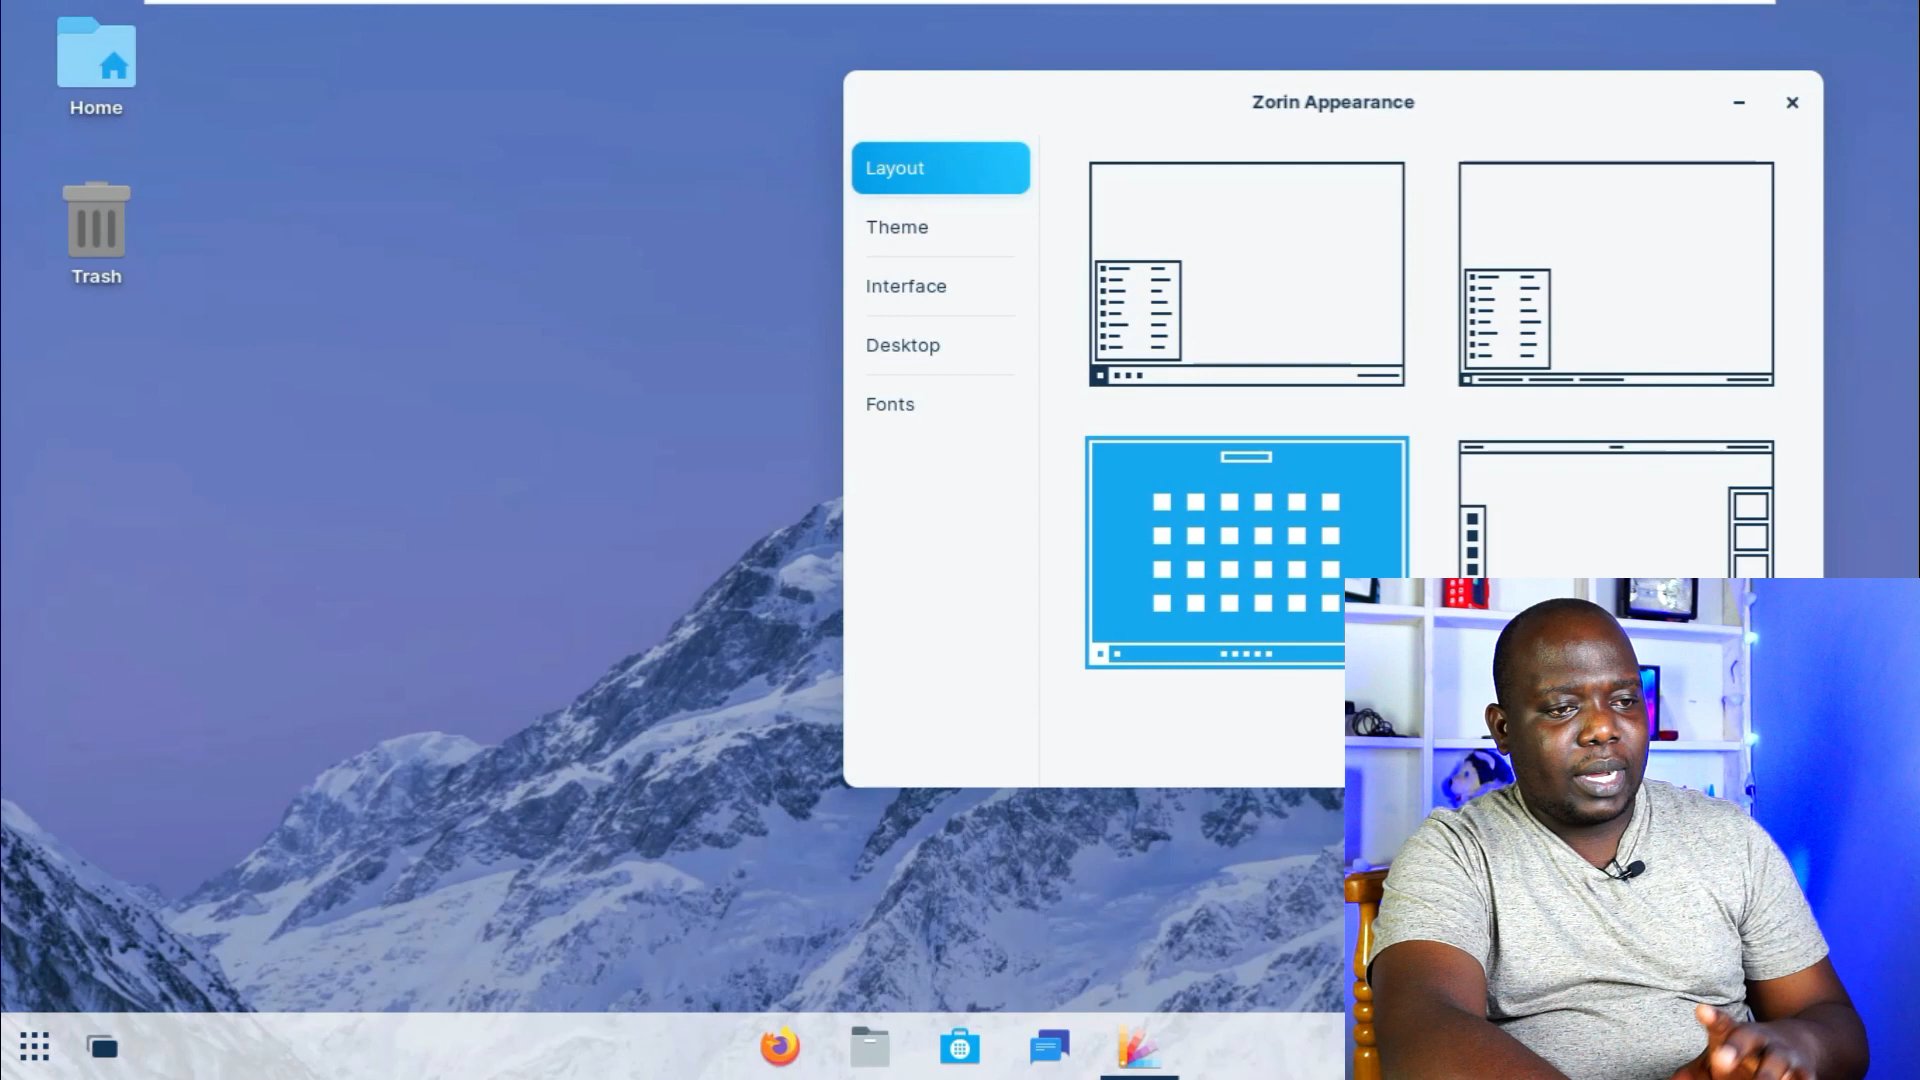 Home
Trash
Zorin Appearance
Layout
Theme
Interface
Desktop
Fonts